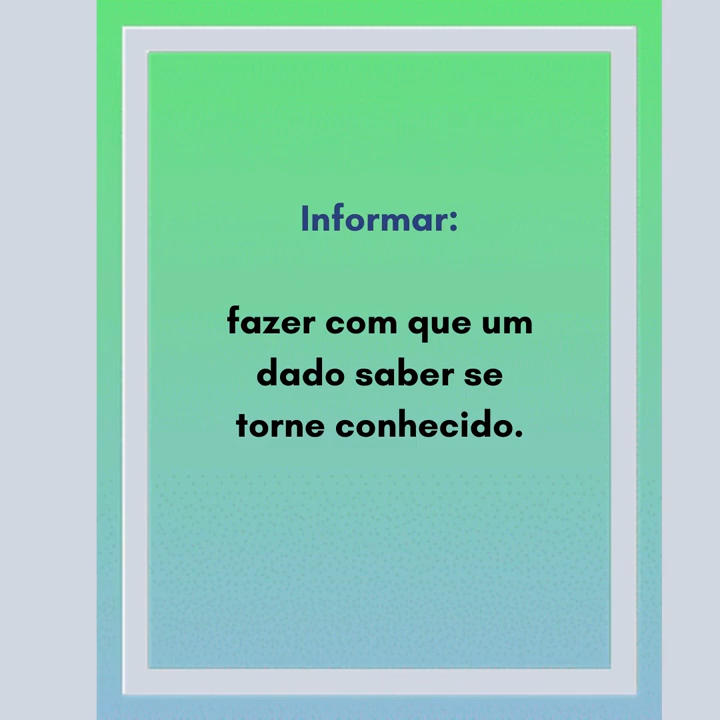 Informar:
fazer com que um
dado saber se
torne conhecido.